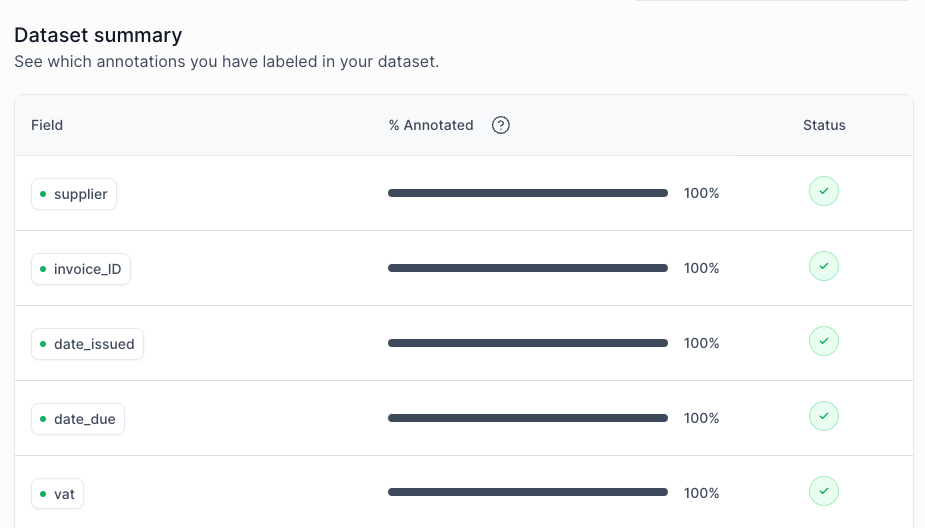 Dataset summary
See which annotations you have labeled in your dataset.
Field % Annotated ? Status
supplier 100%
invoice_ID 100%
date_issued 100%
date_due 100%
vat 100%